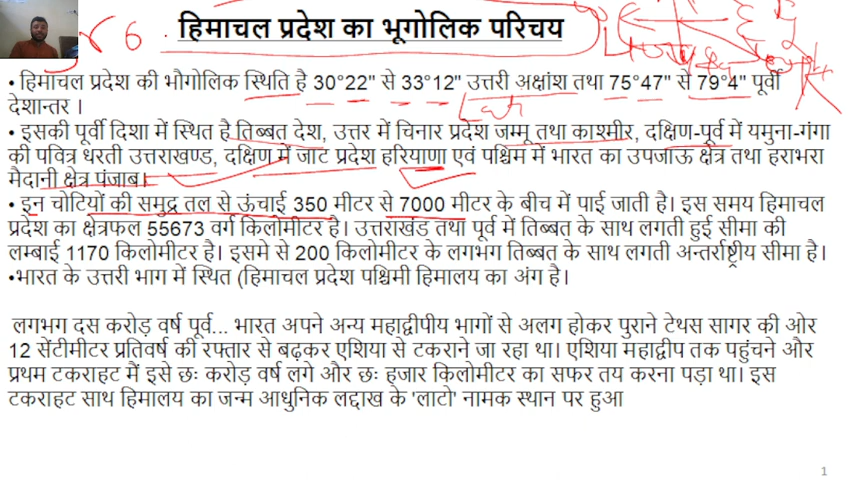 हिमाचल प्रदेश का भूगोलिक परिचय
• हिमाचल प्रदेश की भौगोलिक स्थिति है 30°22" से 33°12" उत्तरी अक्षांश तथा 75°47" से 79°4" पूर्वी
देशान्तर ।
• इसकी पूर्वी दिशा में स्थित है तिब्बत देश, उत्तर में चिनार प्रदेश जम्मू तथा काश्मीर, दक्षिण-पूर्व में यमुना-गंगा
की पवित्र धरती उत्तराखण्ड, दक्षिण में जाट प्रदेश हरियाणा एवं पश्चिम में भारत का उपजाऊ क्षेत्र तथा हराभरा
मैदानी क्षेत्र पंजाब।
• इन चोटियों की समुद्र तल से ऊंचाई 350 मीटर से 7000 मीटर के बीच में पाई जाती है। इस समय हिमाचल
प्रदेश का क्षेत्रफल 55673 वर्ग किलोमीटर है। उत्तराखंड तथा पूर्व में तिब्बत के साथ लगती हुई सीमा की
लम्बाई 1170 किलोमीटर है। इसमे से 200 किलोमीटर के लगभग तिब्बत के साथ लगती अन्तर्राष्ट्रीय सीमा है।
•भारत के उत्तरी भाग में स्थित (हिमाचल प्रदेश पश्चिमी हिमालय का अंग है।
लगभग दस करोड़ वर्ष पूर्व... भारत अपने अन्य महाद्वीपीय भागों से अलग होकर पुराने टेथस सागर की ओर
12 सेंटीमीटर प्रतिवर्ष की रफ्तार से बढ़कर एशिया से टकराने जा रहा था। एशिया महाद्वीप तक पहुंचने और
प्रथम टकराहट मैं इसे छः करोड़ वर्ष लगे और छः हजार किलोमीटर का सफर तय करना पड़ा था। इस
टकराहट साथ हिमालय का जन्म आधुनिक लद्दाख के 'लाटो' नामक स्थान पर हुआ
1